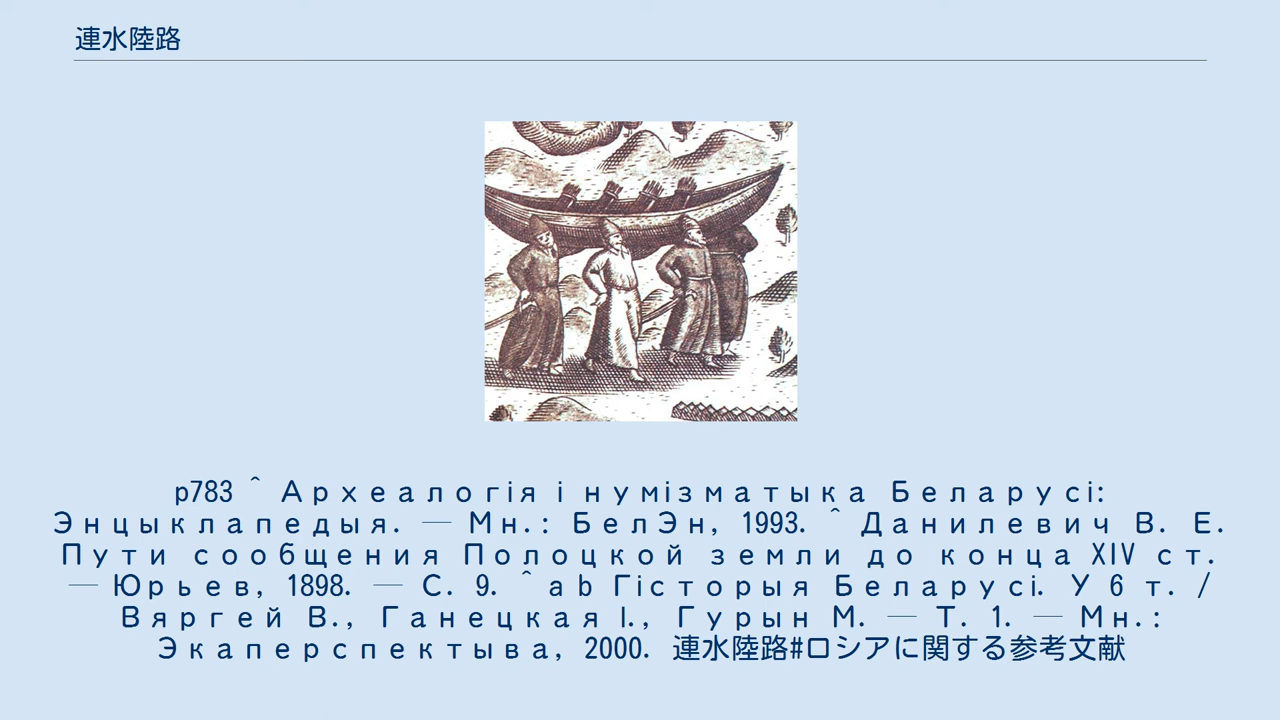 連水陸路
p783 ^ Археалогія і нумізматыка Беларусі:
Энцыклапедыя. — Мн.: БелЭн, 1993. ^ Данилевич В. Е.
Пути сообщения Полоцкой земли до конца XIV ст.
— Юрьев, 1898. — С. 9. ^ a b Гісторыя Беларусі. У 6 т. /
Вяргей В., Ганецкая І., Гурын М. — Т. 1. — Мн.:
Экаперспектыва, 2000. 連水陸路#ロシアに関する参考文献